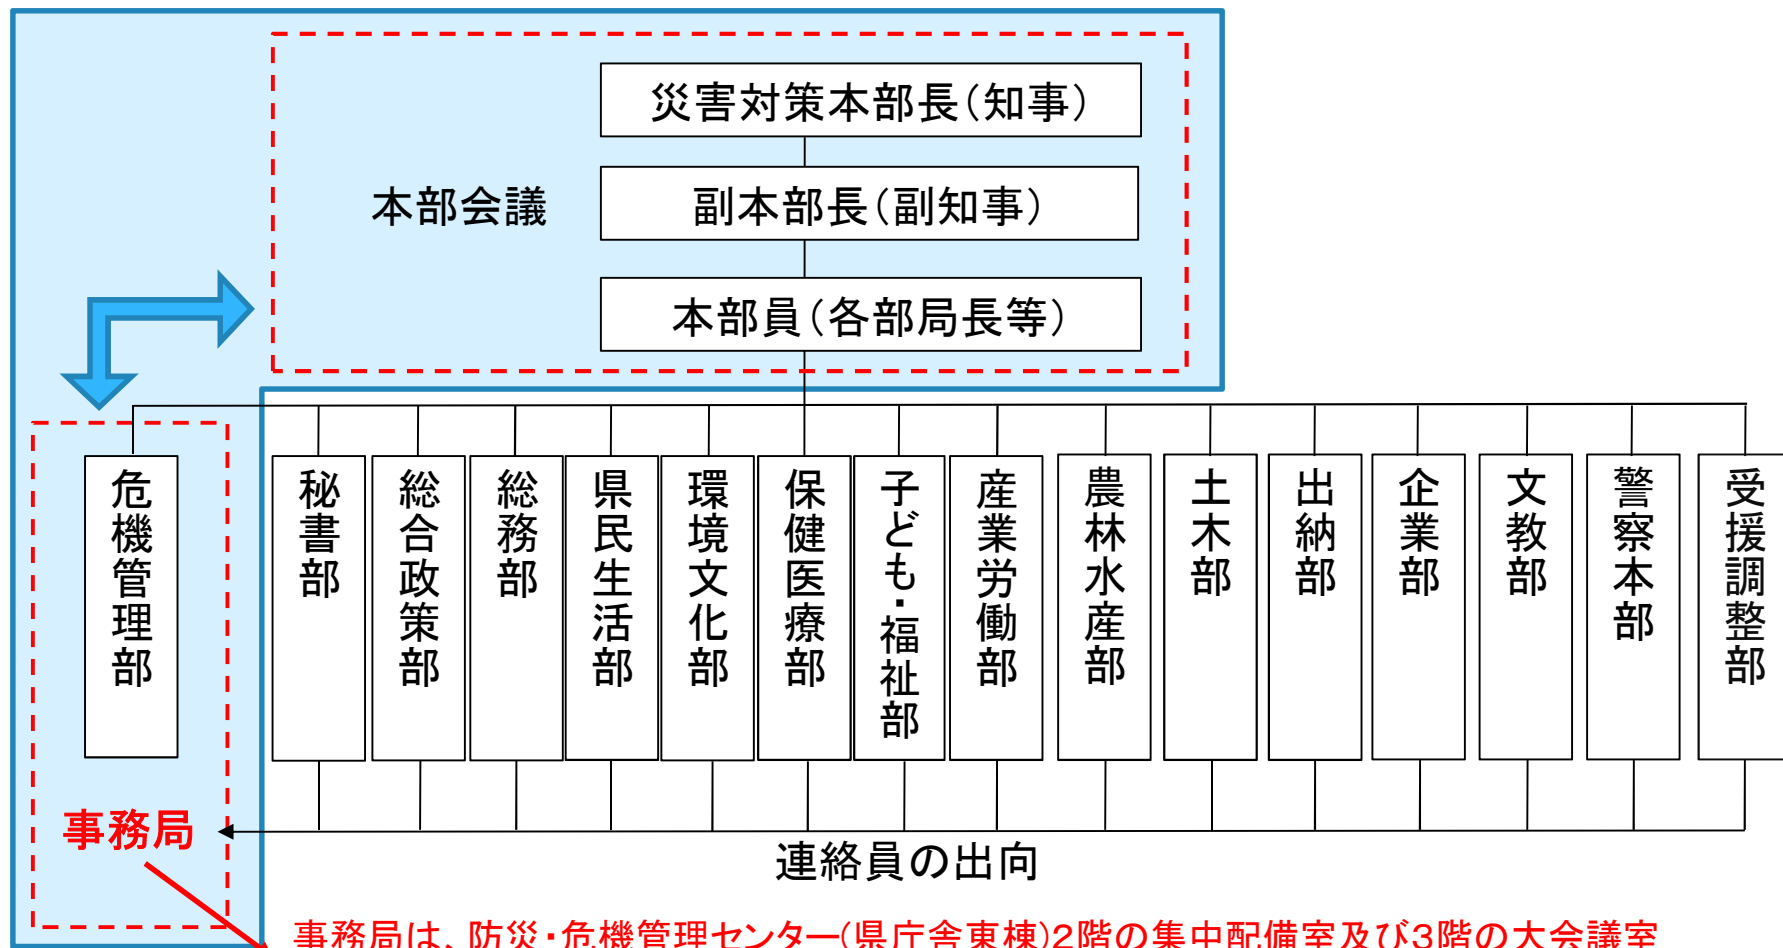 災害対策本部長(知事)
本部会議
副本部長(副知事)
本部員(各部局長等)
危機管理部
秘書部
総合政策部
総務部
県民生活部
環境文化部
保健医療部
子ども・福祉部
産業労働部
農林水産部
土木部
出納部
企業部
文教部
警察本部
受援調整部
事務局
連絡員の出向
事務局は、防災・危機管理センター(県庁舎東棟)2階の集中配備室及び3階の大会議室